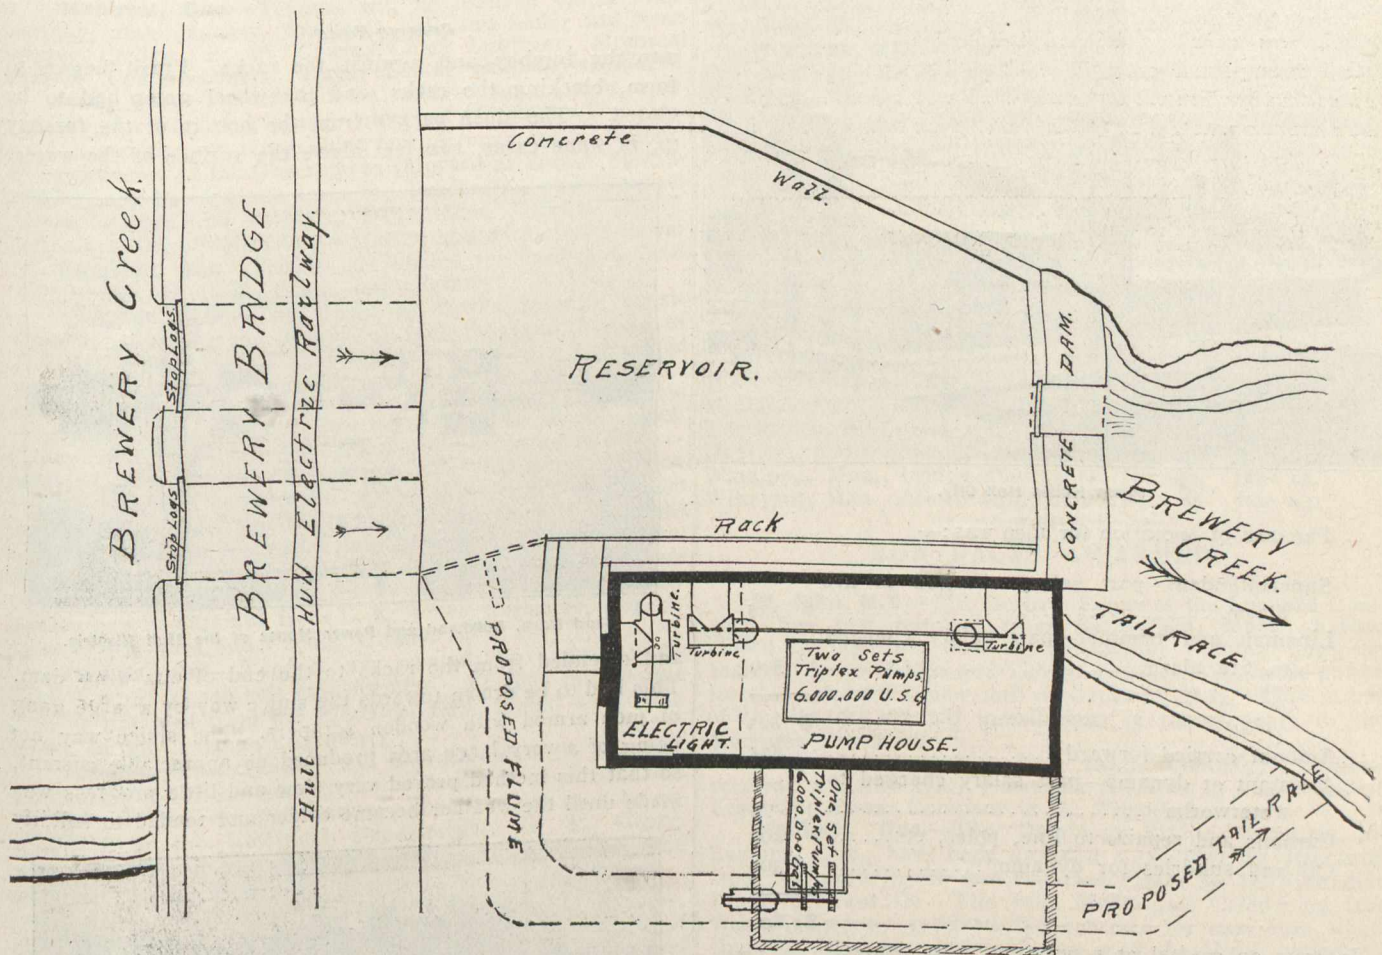 Concrete
Wall.
BREWERY Creek.
Stop Logs.
Stop Logs
BREWERY BRIDGE
HUN Electric Railway.
Hull
RESERVOIR.
DAM.
CONCRETE
BREWERY
CREEK.
TAIL RACE
Rack
Turbine.
Turbine
Turbine
Two Sets
Triplex Pumps.
6.000.000 U.S.G
ELECTRIC
LIGHT.
PUMP HOUSE.
PROPOSED FLUME
One Set
Triplex Pumps
6.000.000
PROPOSED TAIL RACE